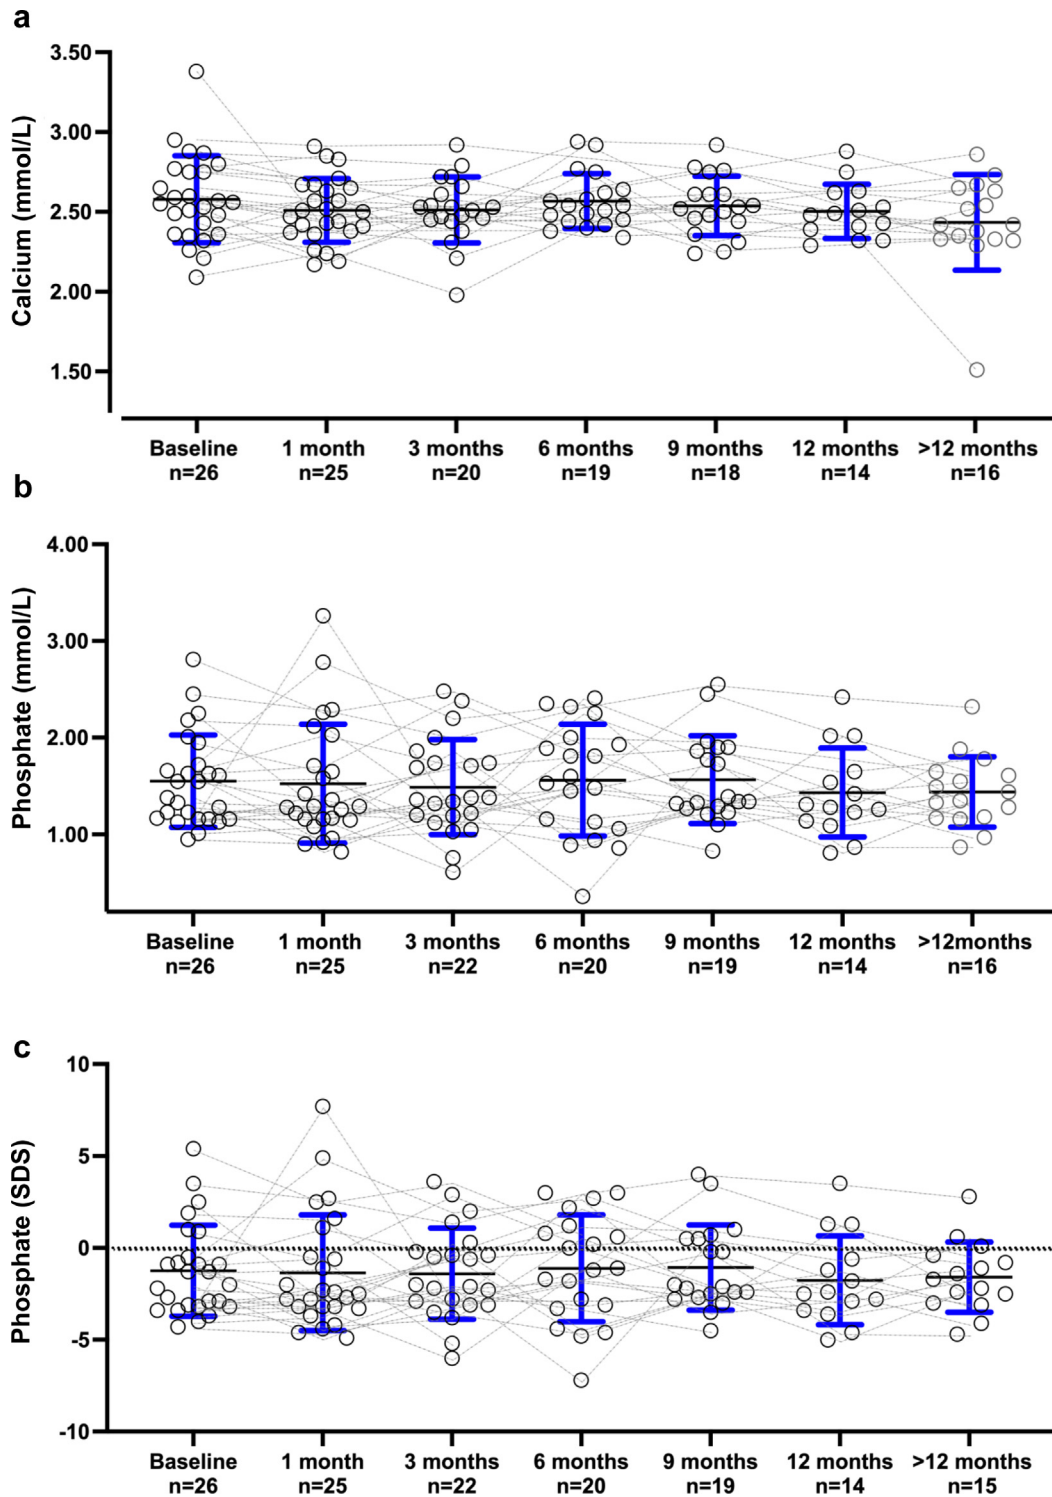 a
Calcium (mmol/L)
3.50
3.00
2.50
2.00
1.50
Baseline 1 month 3 months 6 months 9 months 12 months >12 months
n=26 n=25 n=20 n=19 n=18 n=14 n=16
b
Phosphate (mmol/L)
4.00
3.00
2.00
1.00
Baseline 1 month 3 months 6 months 9 months 12 months >12months
n=26 n=25 n=22 n=20 n=19 n=14 n=16
c
Phosphate (SDS)
10
5
0
-5
-10
Baseline 1 month 3 months 6 months 9 months 12 months >12 months
n=26 n=25 n=22 n=20 n=19 n=14 n=15